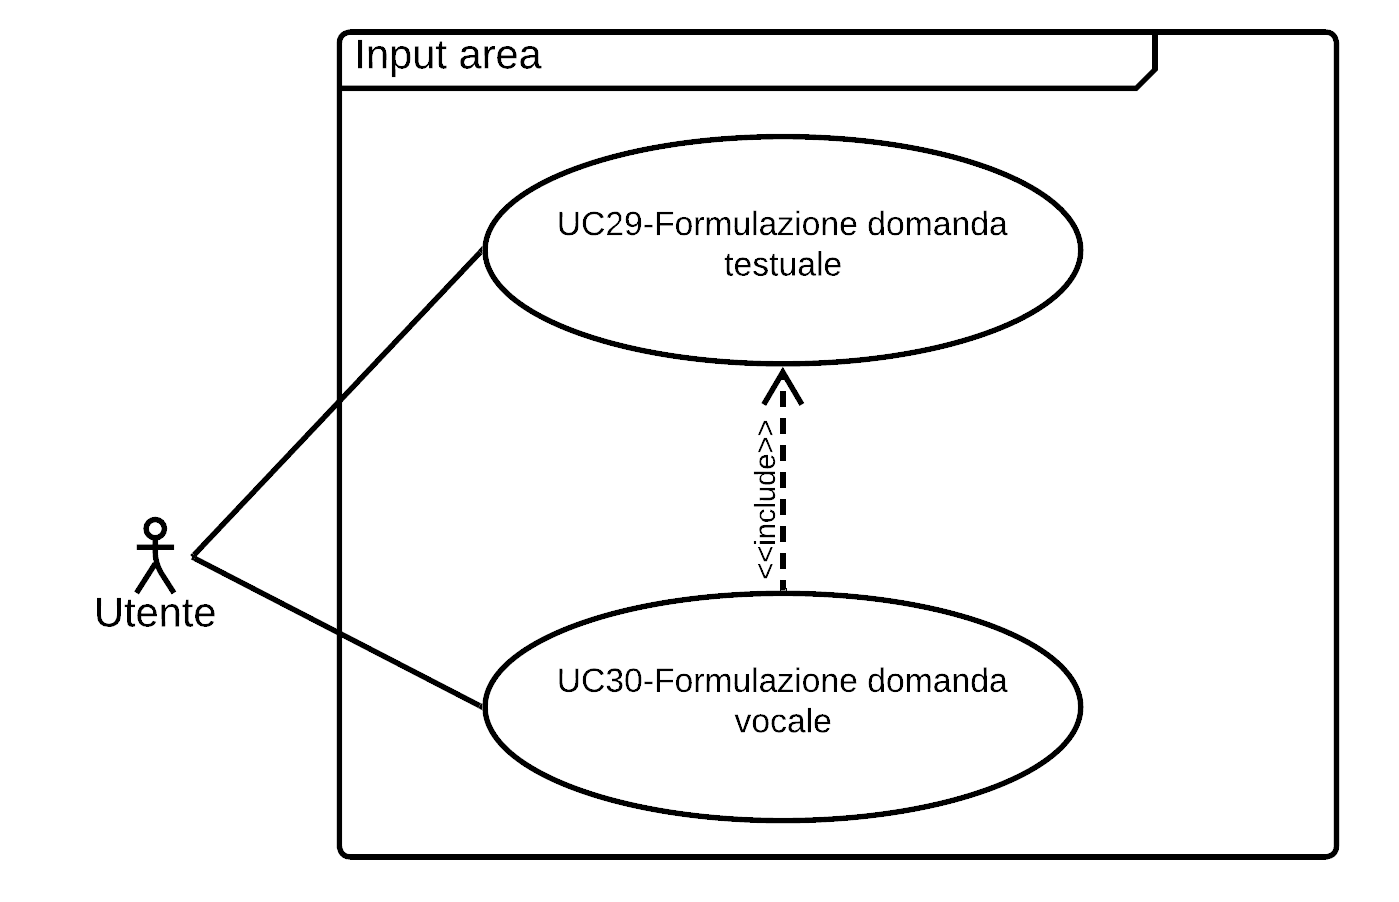 Input area
UC29-Formulazione domanda
testuale
<<include>>
Utente
UC30-Formulazione domanda
vocale